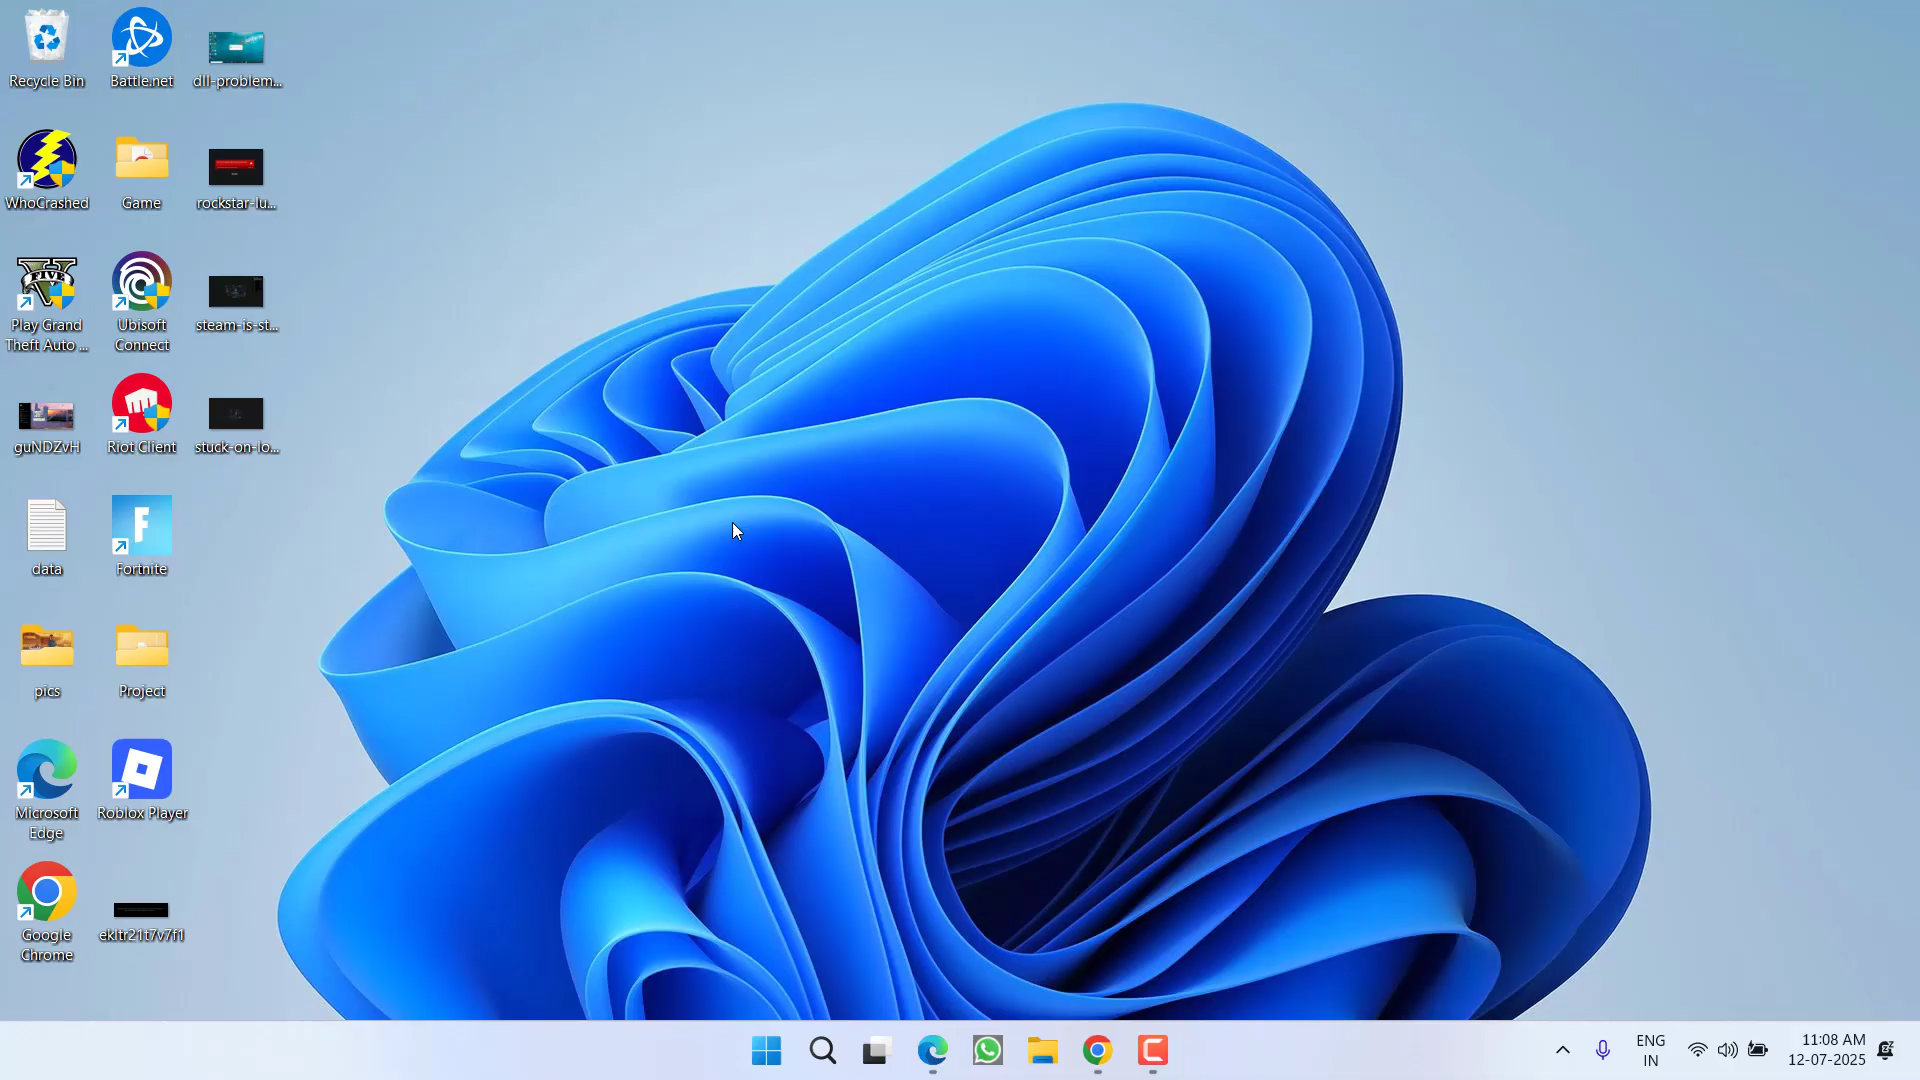 Recycle Bin
Battle.net
dll-problem...
WhoCrashed
Game
rockstar-lu...
Play Grand
Theft Auto ...
Ubisoft
Connect
steam-is-st...
guNDZvH
Riot Client
stuck-on-lo...
data
Fortnite
pics
Project
Microsoft
Edge
Roblox Player
Google
Chrome
ekltr21t7v7f1
ENG
IN
11:08 AM
12-07-2025